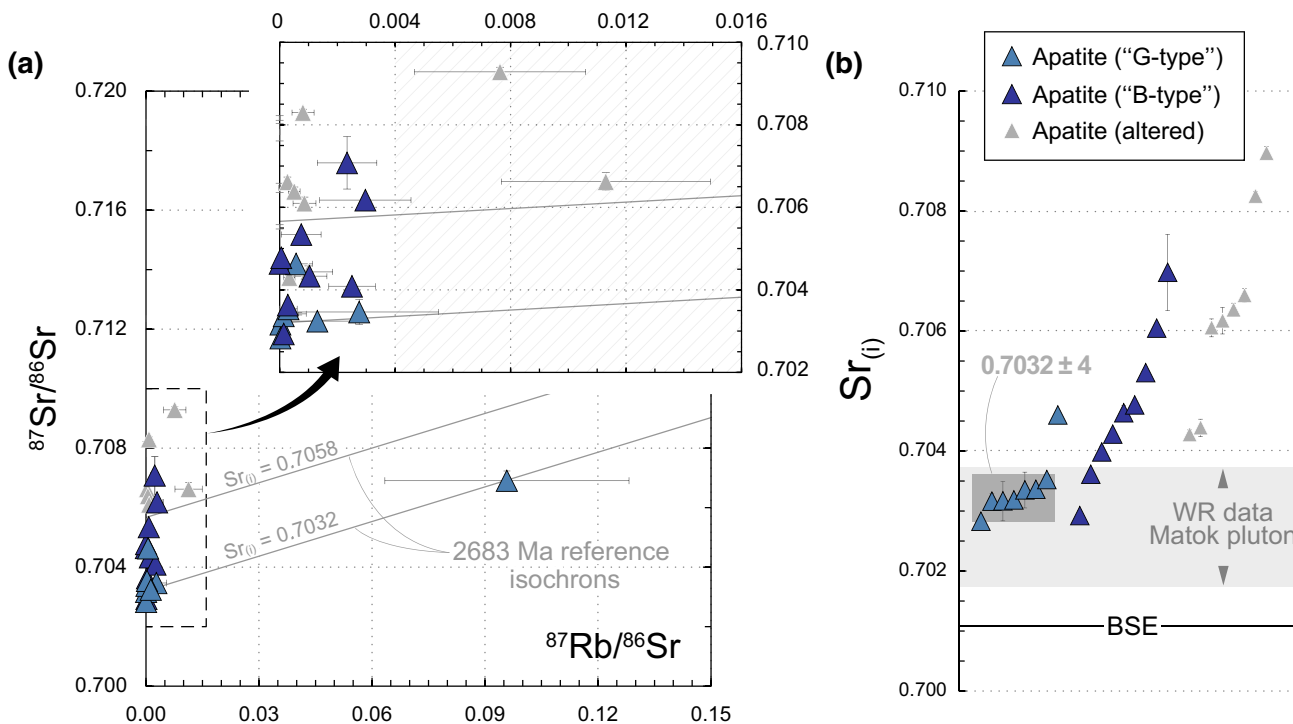 (a)
0 0.004 0.008 0.012 0.016
0.710
0.708
0.706
0.704
0.702
0.720
0.716
0.712
0.708
0.704
0.700
⁸⁷Sr/⁸⁶Sr
Sr(i) = 0.7058
Sr(i) = 0.7032
2683 Ma reference
isochrons
⁸⁷Rb/⁸⁶Sr
0.00 0.03 0.06 0.09 0.12 0.15
(b)
Apatite (“G-type”)
Apatite (“B-type”)
Apatite (altered)
0.710
0.708
0.706
0.704
0.702
0.700
Sr(i)
0.7032 ± 4
WR data
Matok pluton
BSE